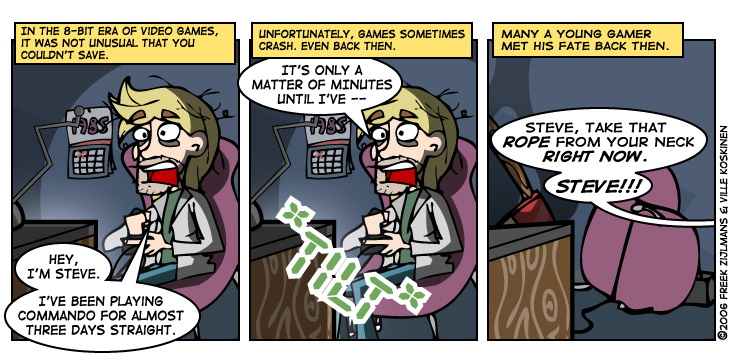 IN THE 8-BIT ERA OF VIDEO GAMES,
IT WAS NOT UNUSUAL THAT YOU
COULDN'T SAVE.
1985
HEY,
I'M STEVE.
I'VE BEEN PLAYING
COMMANDO FOR ALMOST
THREE DAYS STRAIGHT.
UNFORTUNATELY, GAMES SOMETIMES
CRASH. EVEN BACK THEN.
IT'S ONLY A
MATTER OF MINUTES
UNTIL I'VE --
1985
*TILT*
MANY A YOUNG GAMER
MET HIS FATE BACK THEN.
STEVE, TAKE THAT
ROPE FROM YOUR NECK
RIGHT NOW.
STEVE!!!
©2006 FREEK ZIJLMANS & VILLE KOSKINEN